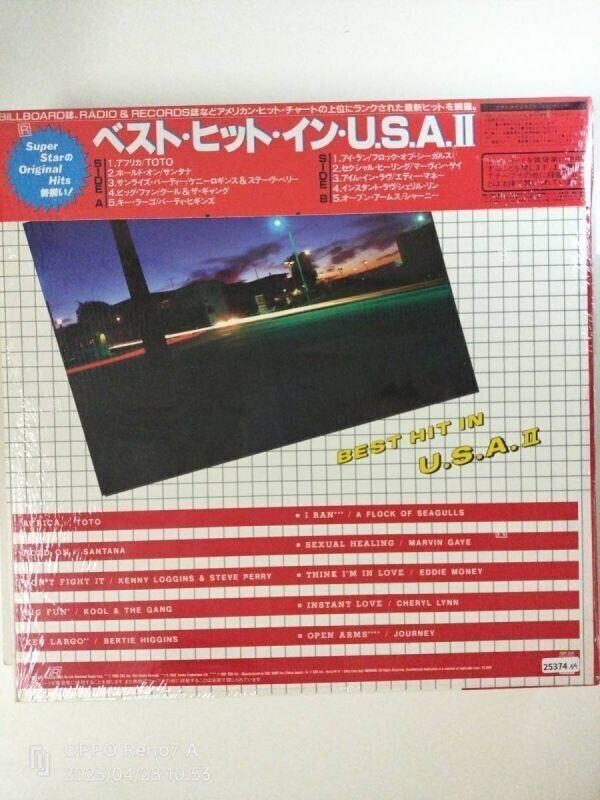 BILLBOARD誌、RADIO & RECORDS誌などアメリカン・ヒット・チャートの上位にランクされた最新ヒットを網羅。
R
Super
Starの
Original
Hits
勢揃い!
ベスト・ヒット・イン・U.S.A.II
SIDE A
1.アフリカ/TOTO
2.ホールド・オン/サンタナ
3.サンライズ・パーティー/ケニー・ロギンス&スティーヴ・ペリー
4.ビッグ・ファン/クール&ザ・ギャング
5.キー・ラーゴ/バーティ・ヒギンズ
SIDE B
1.アイ・ラン/フロック・オブ・シーガルス
2.セクシャル・ヒーリング/マーヴィン・ゲイ
3.アイム・イン・ラヴ/エディー・マネー
4.インスタント・ラヴ/シェリル・リン
5.オープン・アームス/ジャーニー
BEST HIT IN
U.S.A.II
AFRICA / TOTO
HOLD ON / SANTANA
DON'T FIGHT IT / KENNY LOGGINS & STEVE PERRY
BIG FUN / KOOL & THE GANG
KEY LARGO / BERTIE HIGGINS
I RAN*** / A FLOCK OF SEAGULLS
SEXUAL HEALING / MARVIN GAYE
THINK I'M IN LOVE / EDDIE MONEY
INSTANT LOVE / CHERYL LYNN
OPEN ARMS**** / JOURNEY
25374
OPPO Reno7 A
2023/04/28 10:53